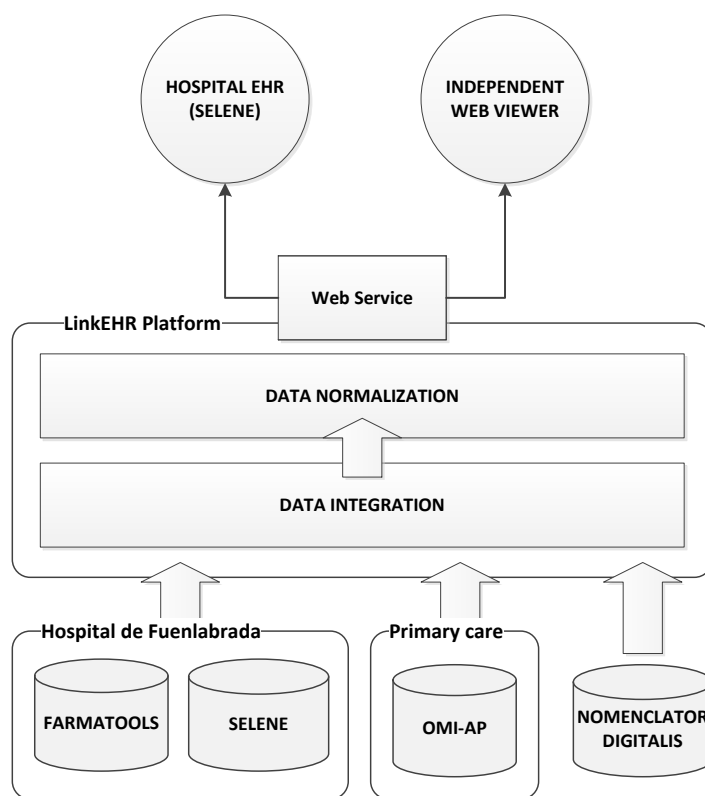 HOSPITAL EHR
(SELENE)
INDEPENDENT
WEB VIEWER
Web Service
LinkEHR Platform
DATA NORMALIZATION
DATA INTEGRATION
Hospital de Fuenlabrada
Primary care
FARMATOOLS
SELENE
OMI-AP
NOMENCLATOR
DIGITALIS